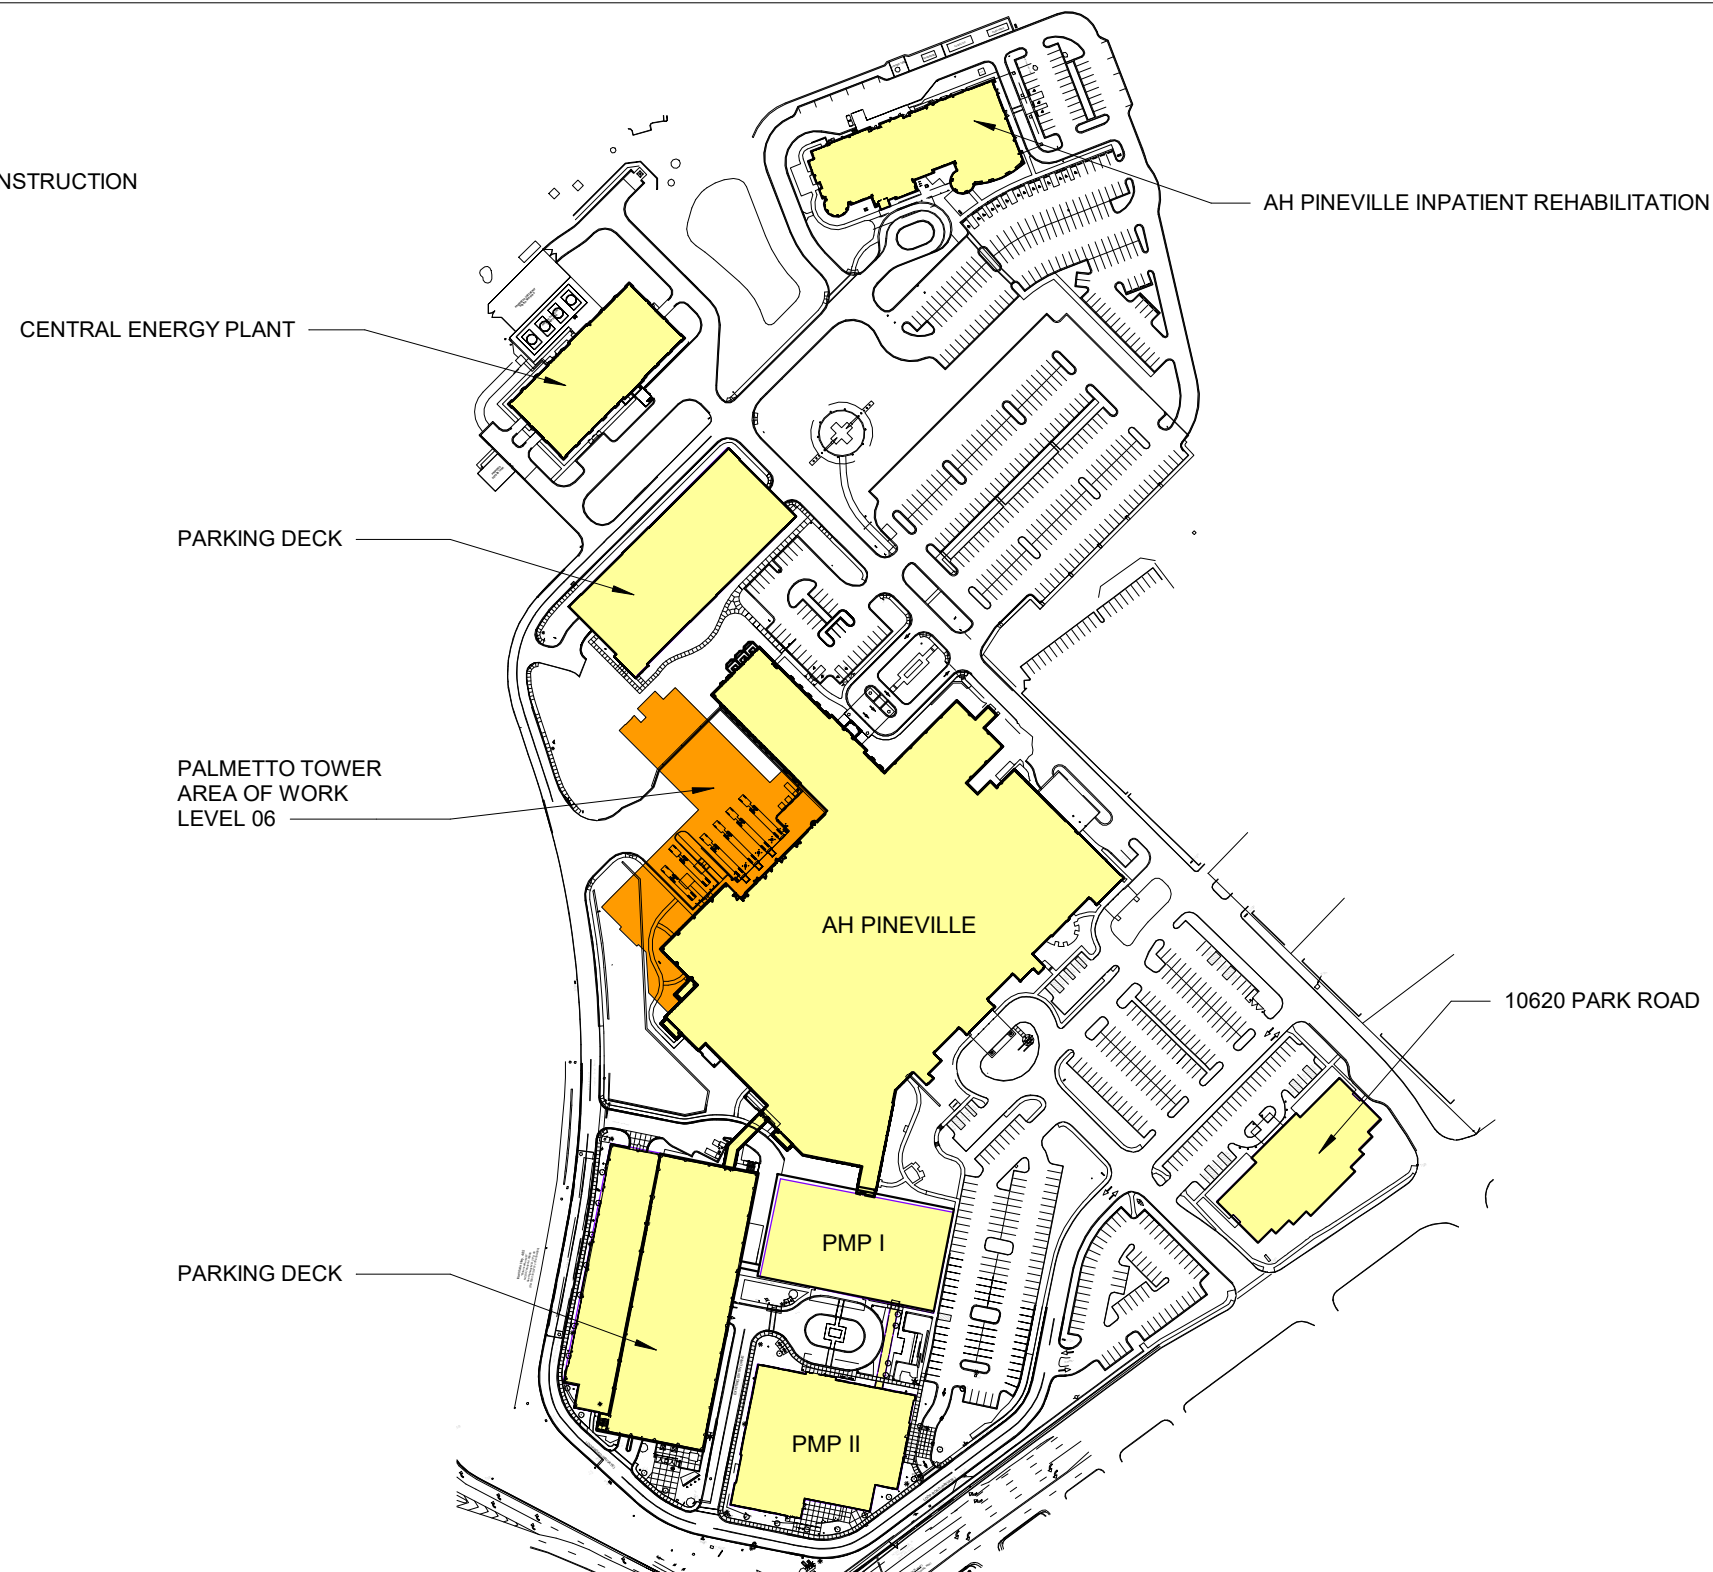 NSTRUCTION
AH PINEVILLE INPATIENT REHABILITATION
CENTRAL ENERGY PLANT
PARKING DECK
PALMETTO TOWER
AREA OF WORK
LEVEL 06
AH PINEVILLE
10620 PARK ROAD
PMP I
PARKING DECK
PMP II